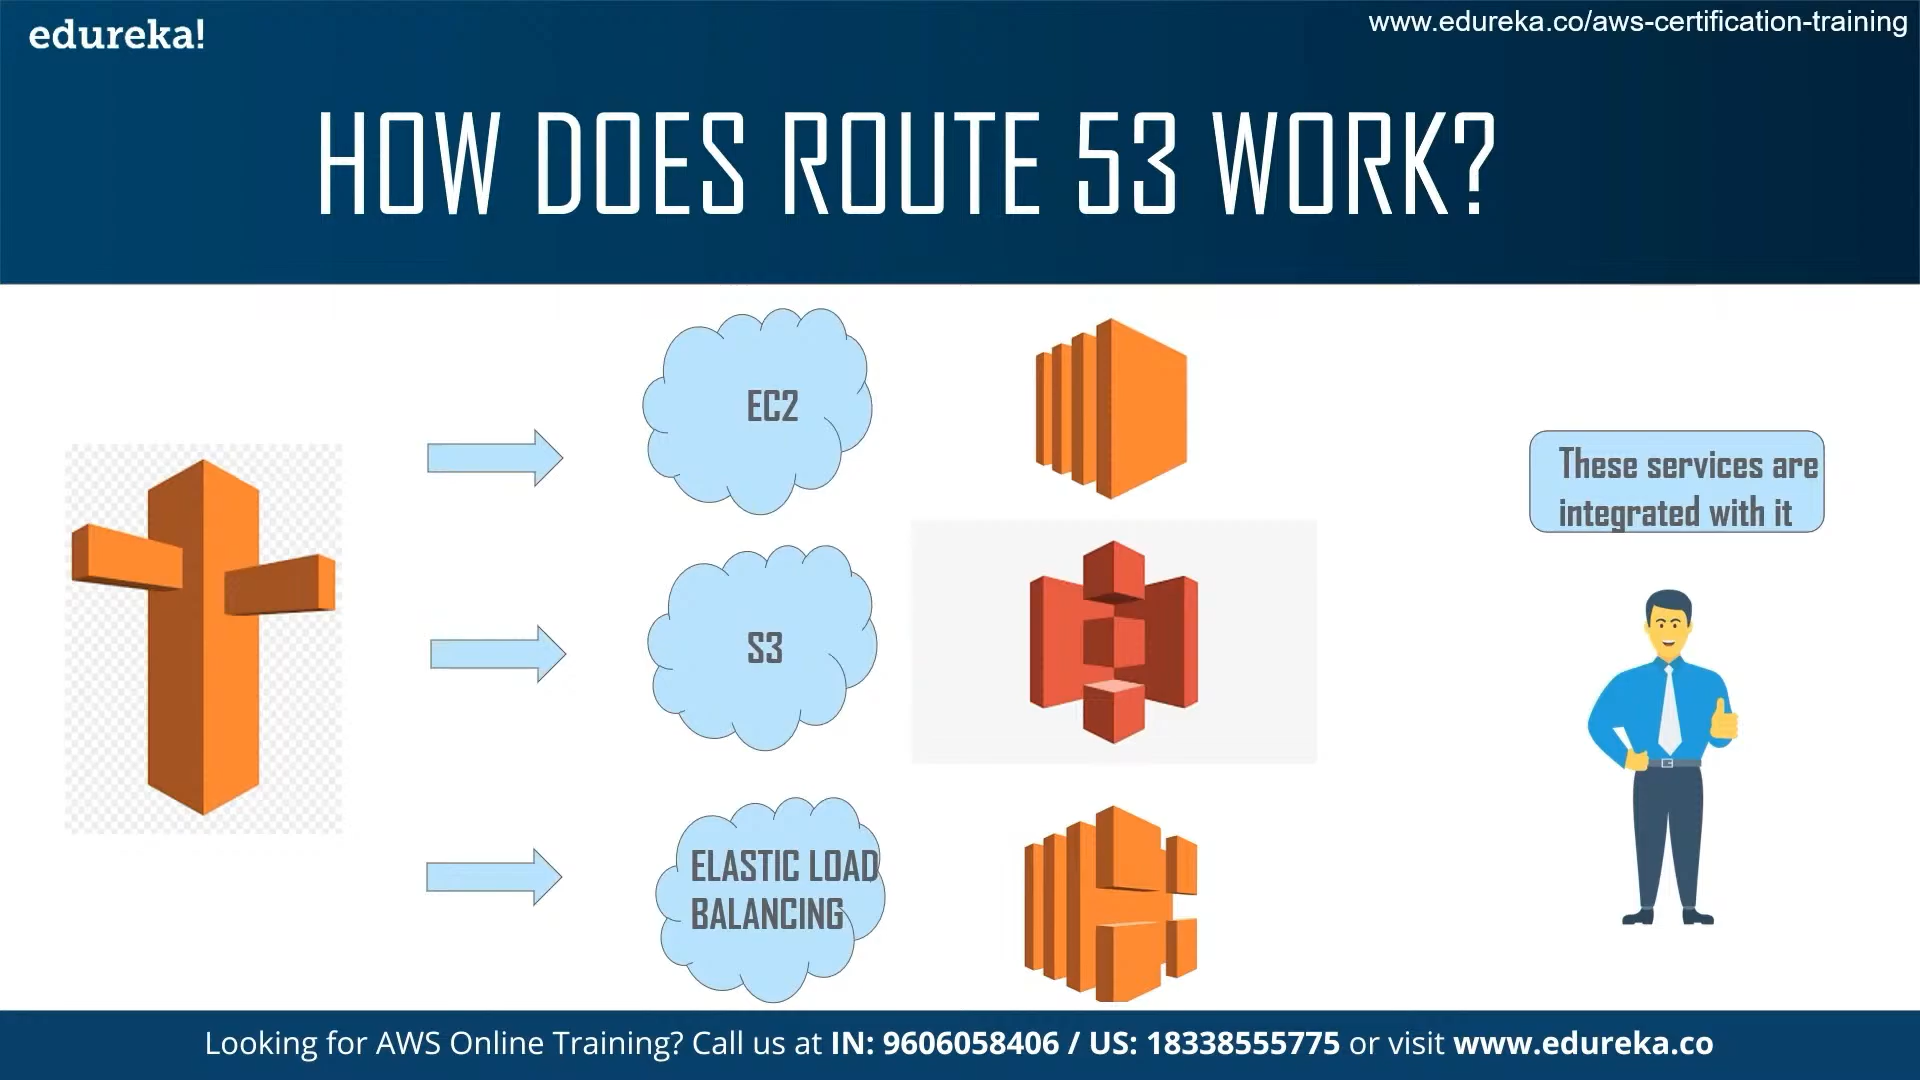 edureka!
www.edureka.co/aws-certification-training
HOW DOES ROUTE 53 WORK?
EC2
S3
ELASTIC LOAD
BALANCING
These services are
integrated with it
Looking for AWS Online Training? Call us at IN: 9606058406 / US: 18338555775 or visit www.edureka.co